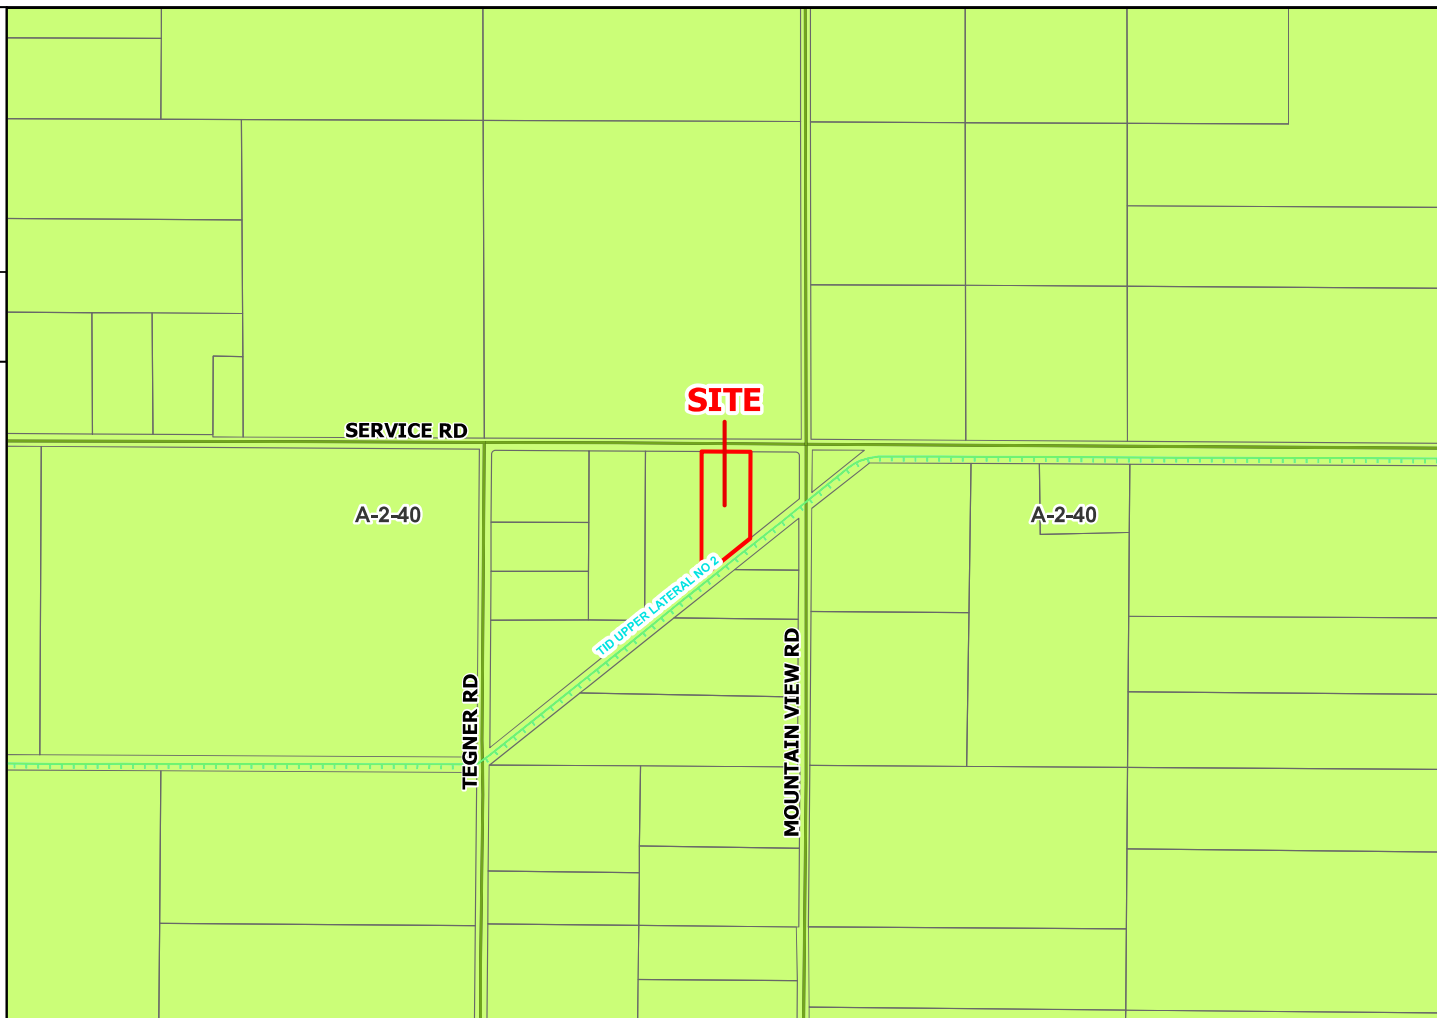 SITE
SERVICE RD
A-2-40
A-2-40
TID UPPER LATERAL NO 2
TEGNER RD
MOUNTAIN VIEW RD